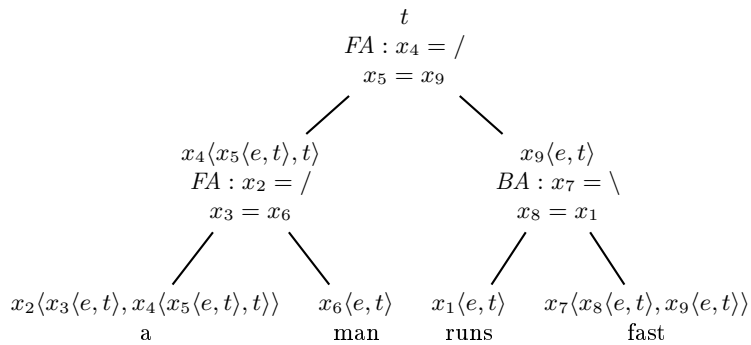 t
FA : x₄ = /
x₅ = x₉
x₄⟨x₅⟨e, t⟩, t⟩ x₉⟨e, t⟩
FA : x₂ = / BA : x₇ = \
x₃ = x₆ x₈ = x₁
x₂⟨x₃⟨e, t⟩, x₄⟨x₅⟨e, t⟩, t⟩⟩ x₆⟨e, t⟩ x₁⟨e, t⟩ x₇⟨x₈⟨e, t⟩, x₉⟨e, t⟩⟩
a man runs fast